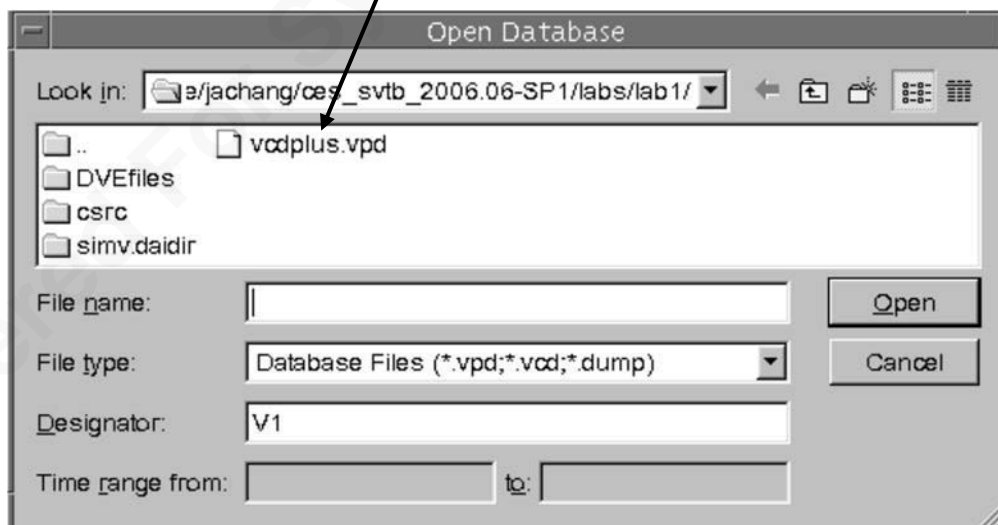 Open Database
Look in: e/jachang/ces_svtb_2006.06-SP1/labs/lab1/
.. vcdplus.vpd
DVEfiles
csrc
simv.daidir
File name: Open
File type: Database Files (*.vpd;*.vcd;*.dump) Cancel
Designator: V1
Time range from: to: